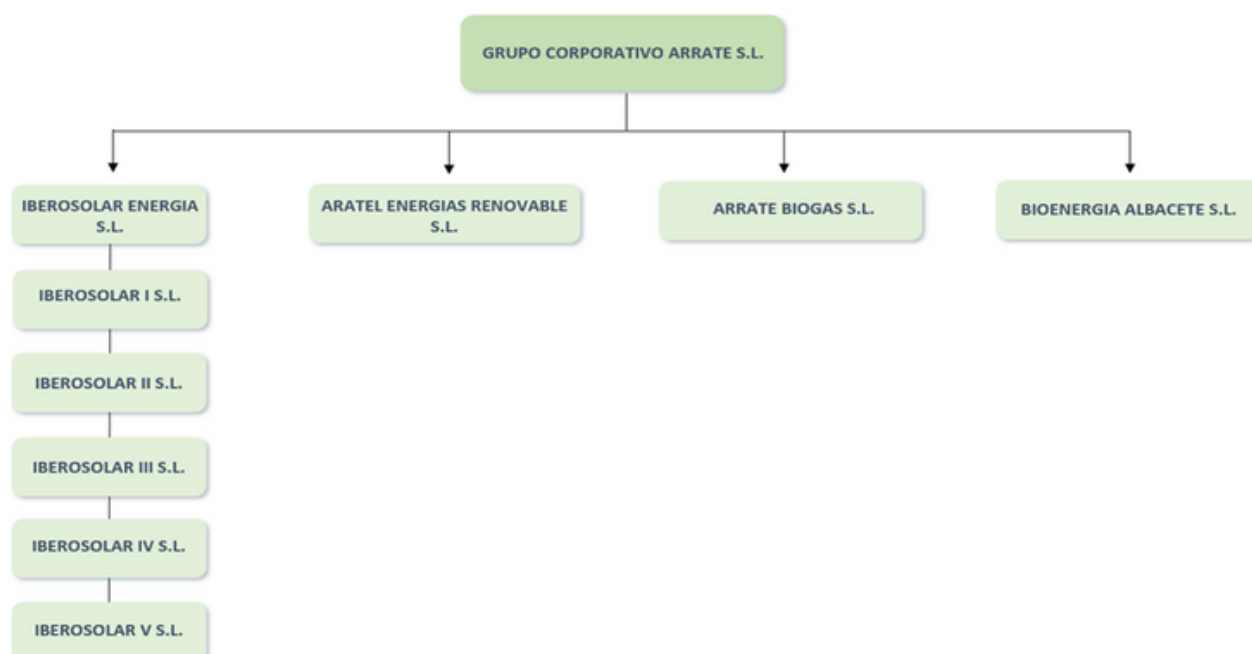 GRUPO CORPORATIVO ARRATE S.L.
IBEROSOLAR ENERGIA
S.L.
ARATEL ENERGIAS RENOVABLE
S.L.
ARRATE BIOGAS S.L.
BIOENERGIA ALBACETE S.L.
IBEROSOLAR I S.L.
IBEROSOLAR II S.L.
IBEROSOLAR III S.L.
IBEROSOLAR IV S.L.
IBEROSOLAR V S.L.